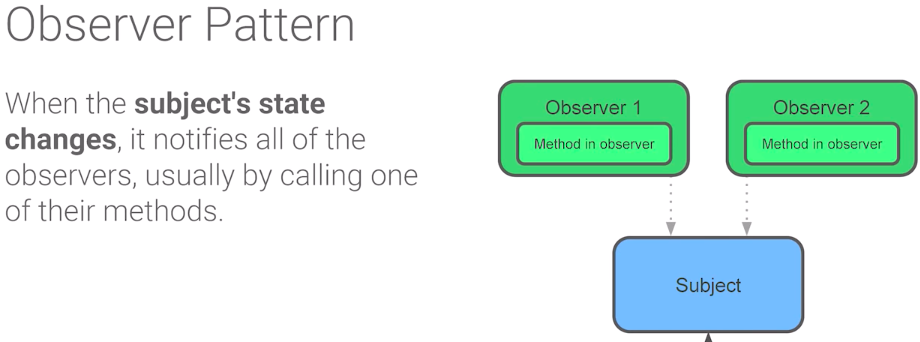 Observer Pattern
When the subject's state
changes, it notifies all of the
observers, usually by calling one
of their methods.
Observer 1
Method in observer
Observer 2
Method in observer
Subject